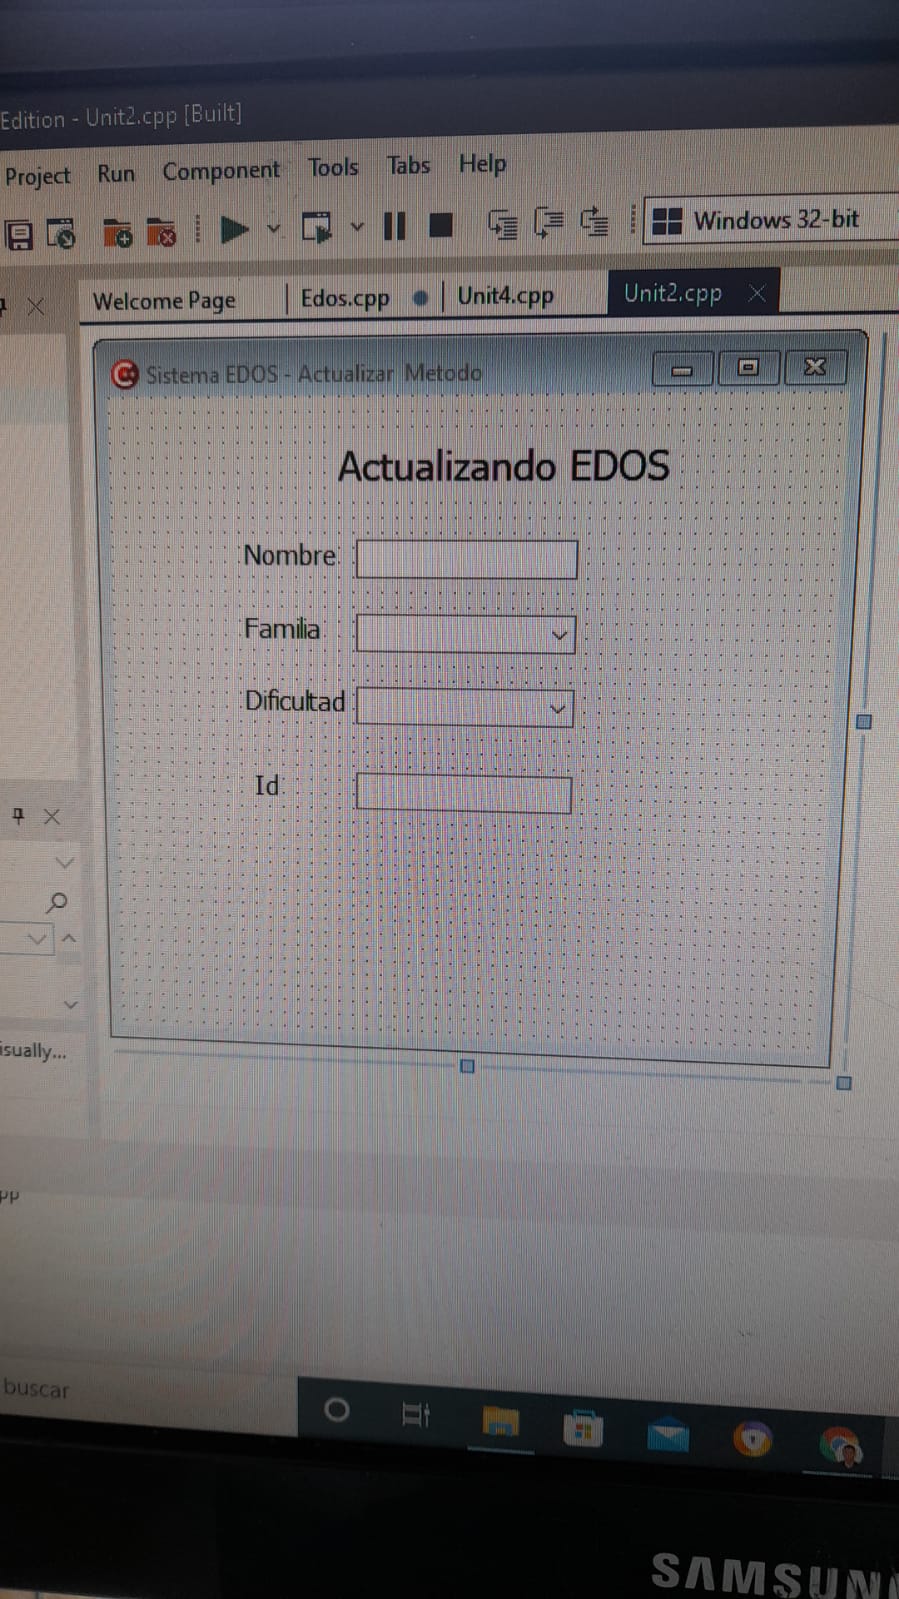 Edition - Unit2.cpp [Built]
Project Run Component Tools Tabs Help
Windows 32-bit
Welcome Page Edos.cpp Unit4.cpp Unit2.cpp
Sistema EDOS - Actualizar Metodo
Actualizando EDOS
Nombre
Familia
Dificultad
Id
isually...
pp
buscar
SAMSUN